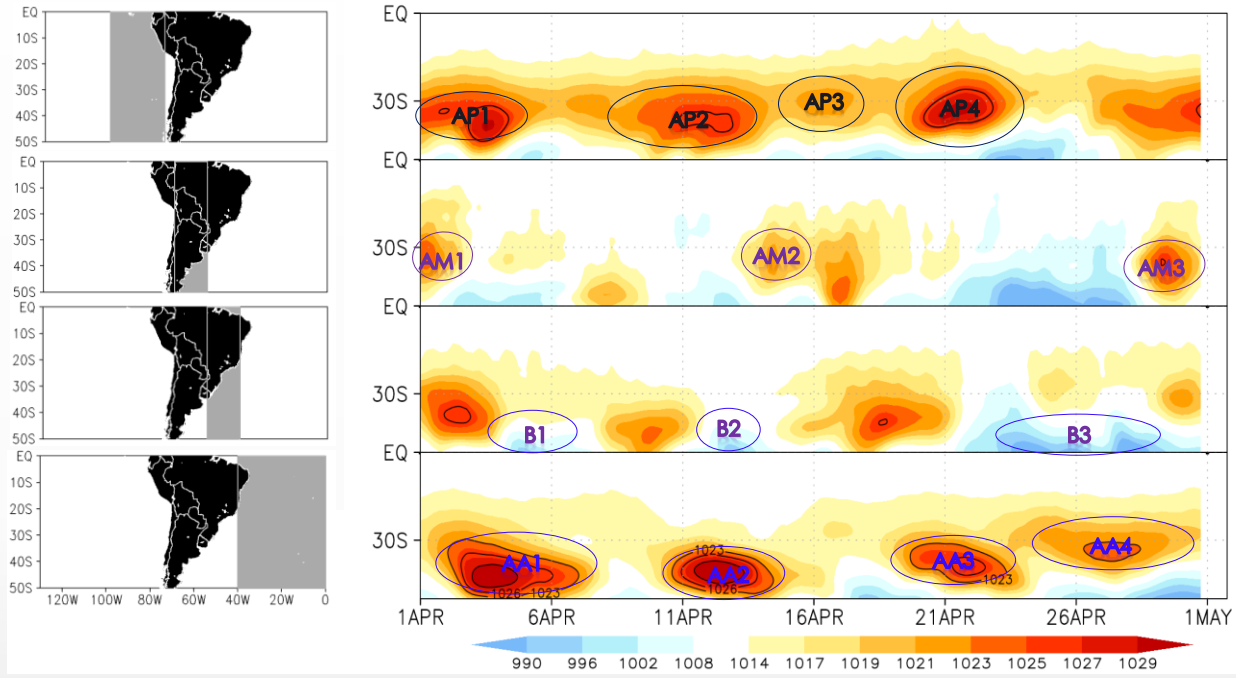 EQ
10S
20S
30S
40S
50S
EQ
10S
20S
30S
40S
50S
EQ
10S
20S
30S
40S
50S
EQ
10S
20S
30S
40S
50S
120W 100W 80W 60W 40W 20W 0
EQ
30S
AP1 AP2 AP3 AP4
EQ
30S
AM1 AM2 AM3
EQ
30S
B1 B2 B3
EQ
30S
AA1 AA2 AA3 AA4
1023
1023
1026 1023 1026
1APR 6APR 11APR 16APR 21APR 26APR 1MAY
990 996 1002 1008 1014 1017 1019 1021 1023 1025 1027 1029